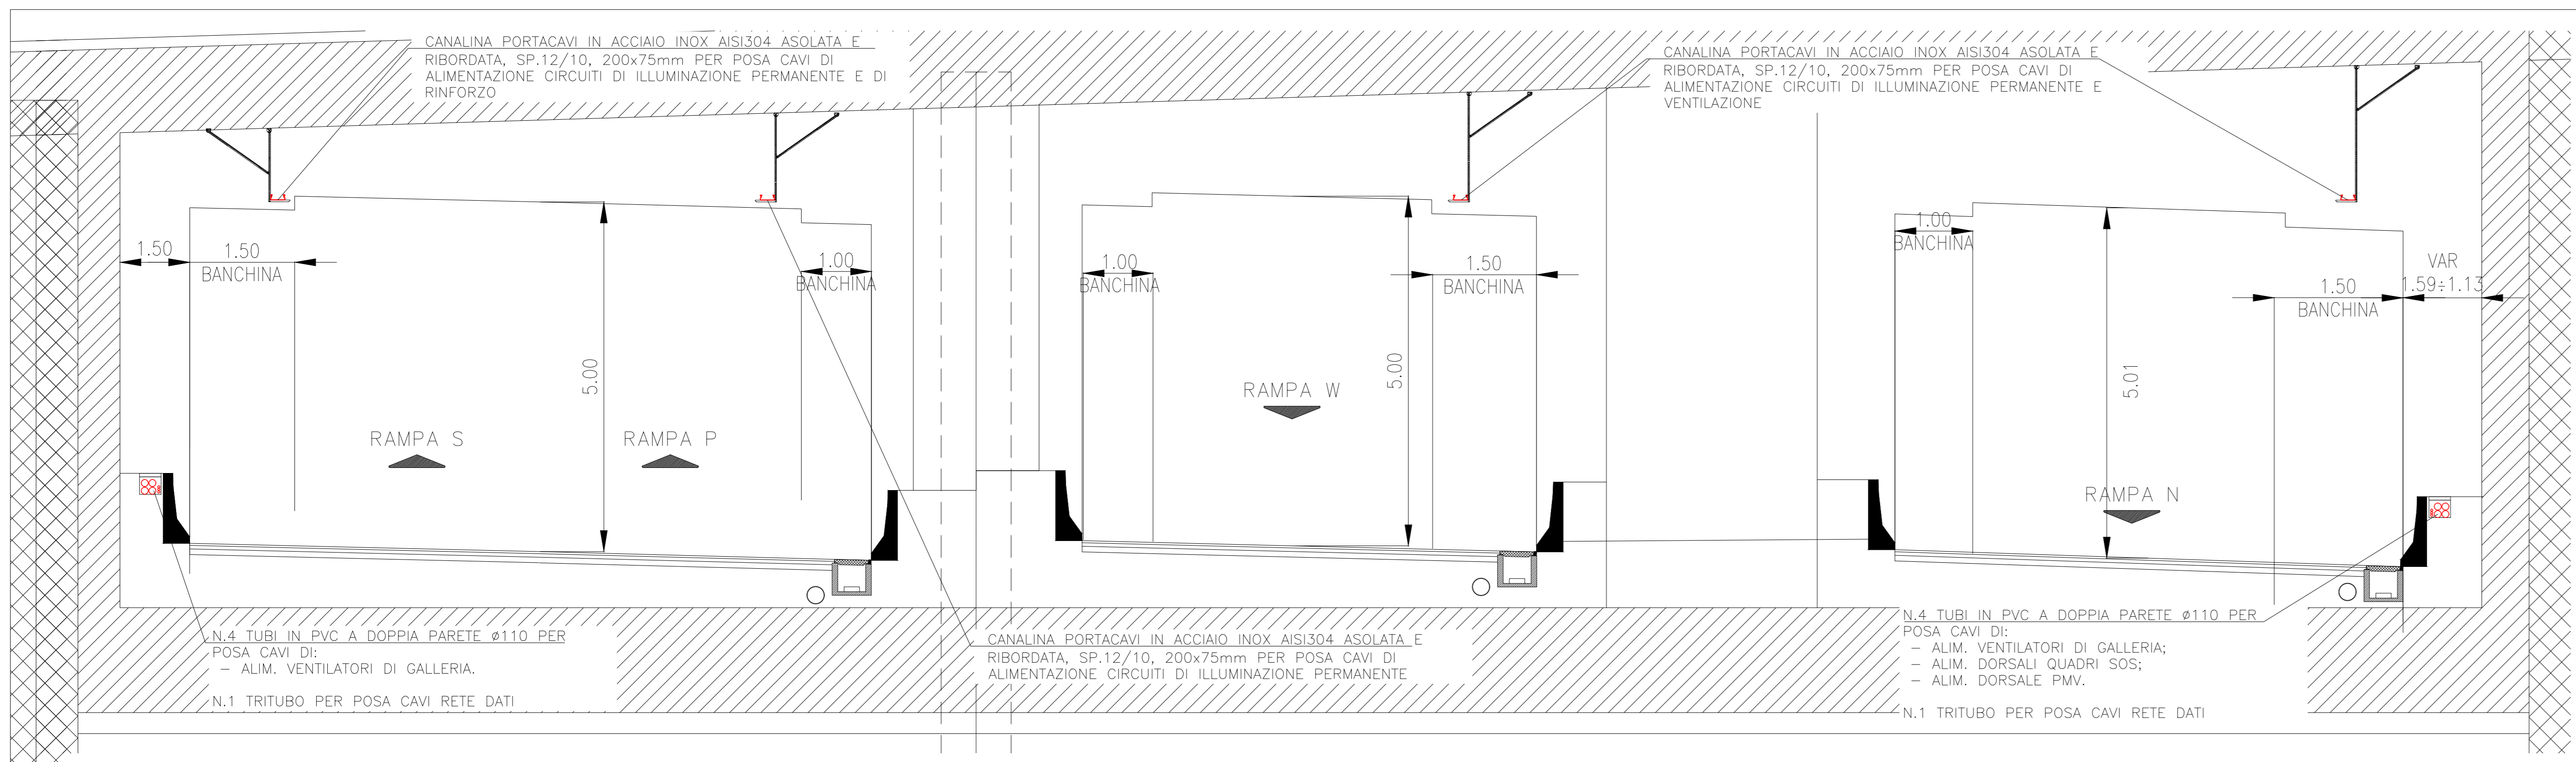 CANALINA PORTACAVI IN ACCIAIO INOX AISI304 ASOLATA E
RIBORDATA, SP.12/10, 200x75mm PER POSA CAVI DI
ALIMENTAZIONE CIRCUITI DI ILLUMINAZIONE PERMANENTE E DI
RINFORZO
CANALINA PORTACAVI IN ACCIAIO INOX AISI304 ASOLATA E
RIBORDATA, SP.12/10, 200x75mm PER POSA CAVI DI
ALIMENTAZIONE CIRCUITI DI ILLUMINAZIONE PERMANENTE E
VENTILAZIONE
1.50
1.50
BANCHINA
1.00
BANCHINA
1.00
BANCHINA
1.50
BANCHINA
1.00
BANCHINA
1.50
BANCHINA
VAR
1.59÷1.13
5.00
5.00
5.01
RAMPA S
RAMPA P
RAMPA W
RAMPA N
N.4 TUBI IN PVC A DOPPIA PARETE ø110 PER
POSA CAVI DI:
– ALIM. VENTILATORI DI GALLERIA.
N.1 TRITUBO PER POSA CAVI RETE DATI
CANALINA PORTACAVI IN ACCIAIO INOX AISI304 ASOLATA E
RIBORDATA, SP.12/10, 200x75mm PER POSA CAVI DI
ALIMENTAZIONE CIRCUITI DI ILLUMINAZIONE PERMANENTE
N.4 TUBI IN PVC A DOPPIA PARETE ø110 PER
POSA CAVI DI:
– ALIM. VENTILATORI DI GALLERIA;
– ALIM. DORSALI QUADRI SOS;
– ALIM. DORSALE PMV.
N.1 TRITUBO PER POSA CAVI RETE DATI